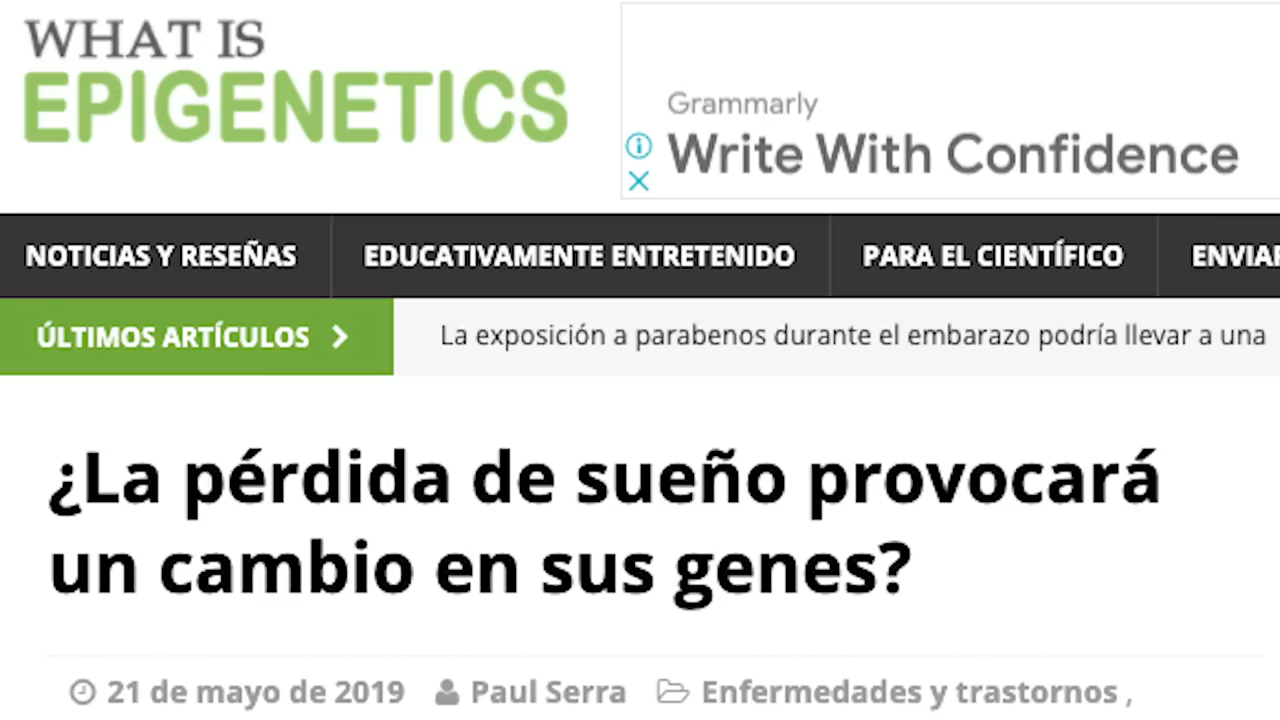 WHAT IS
EPIGENETICS
Grammarly
Write With Confidence
NOTICIAS Y RESEÑAS EDUCATIVAMENTE ENTRETENIDO PARA EL CIENTÍFICO
ÚLTIMOS ARTÍCULOS La exposición a parabenos durante el embarazo podría llevar a una
¿La pérdida de sueño provocará
un cambio en sus genes?
21 de mayo de 2019 Paul Serra Enfermedades y trastornos ,